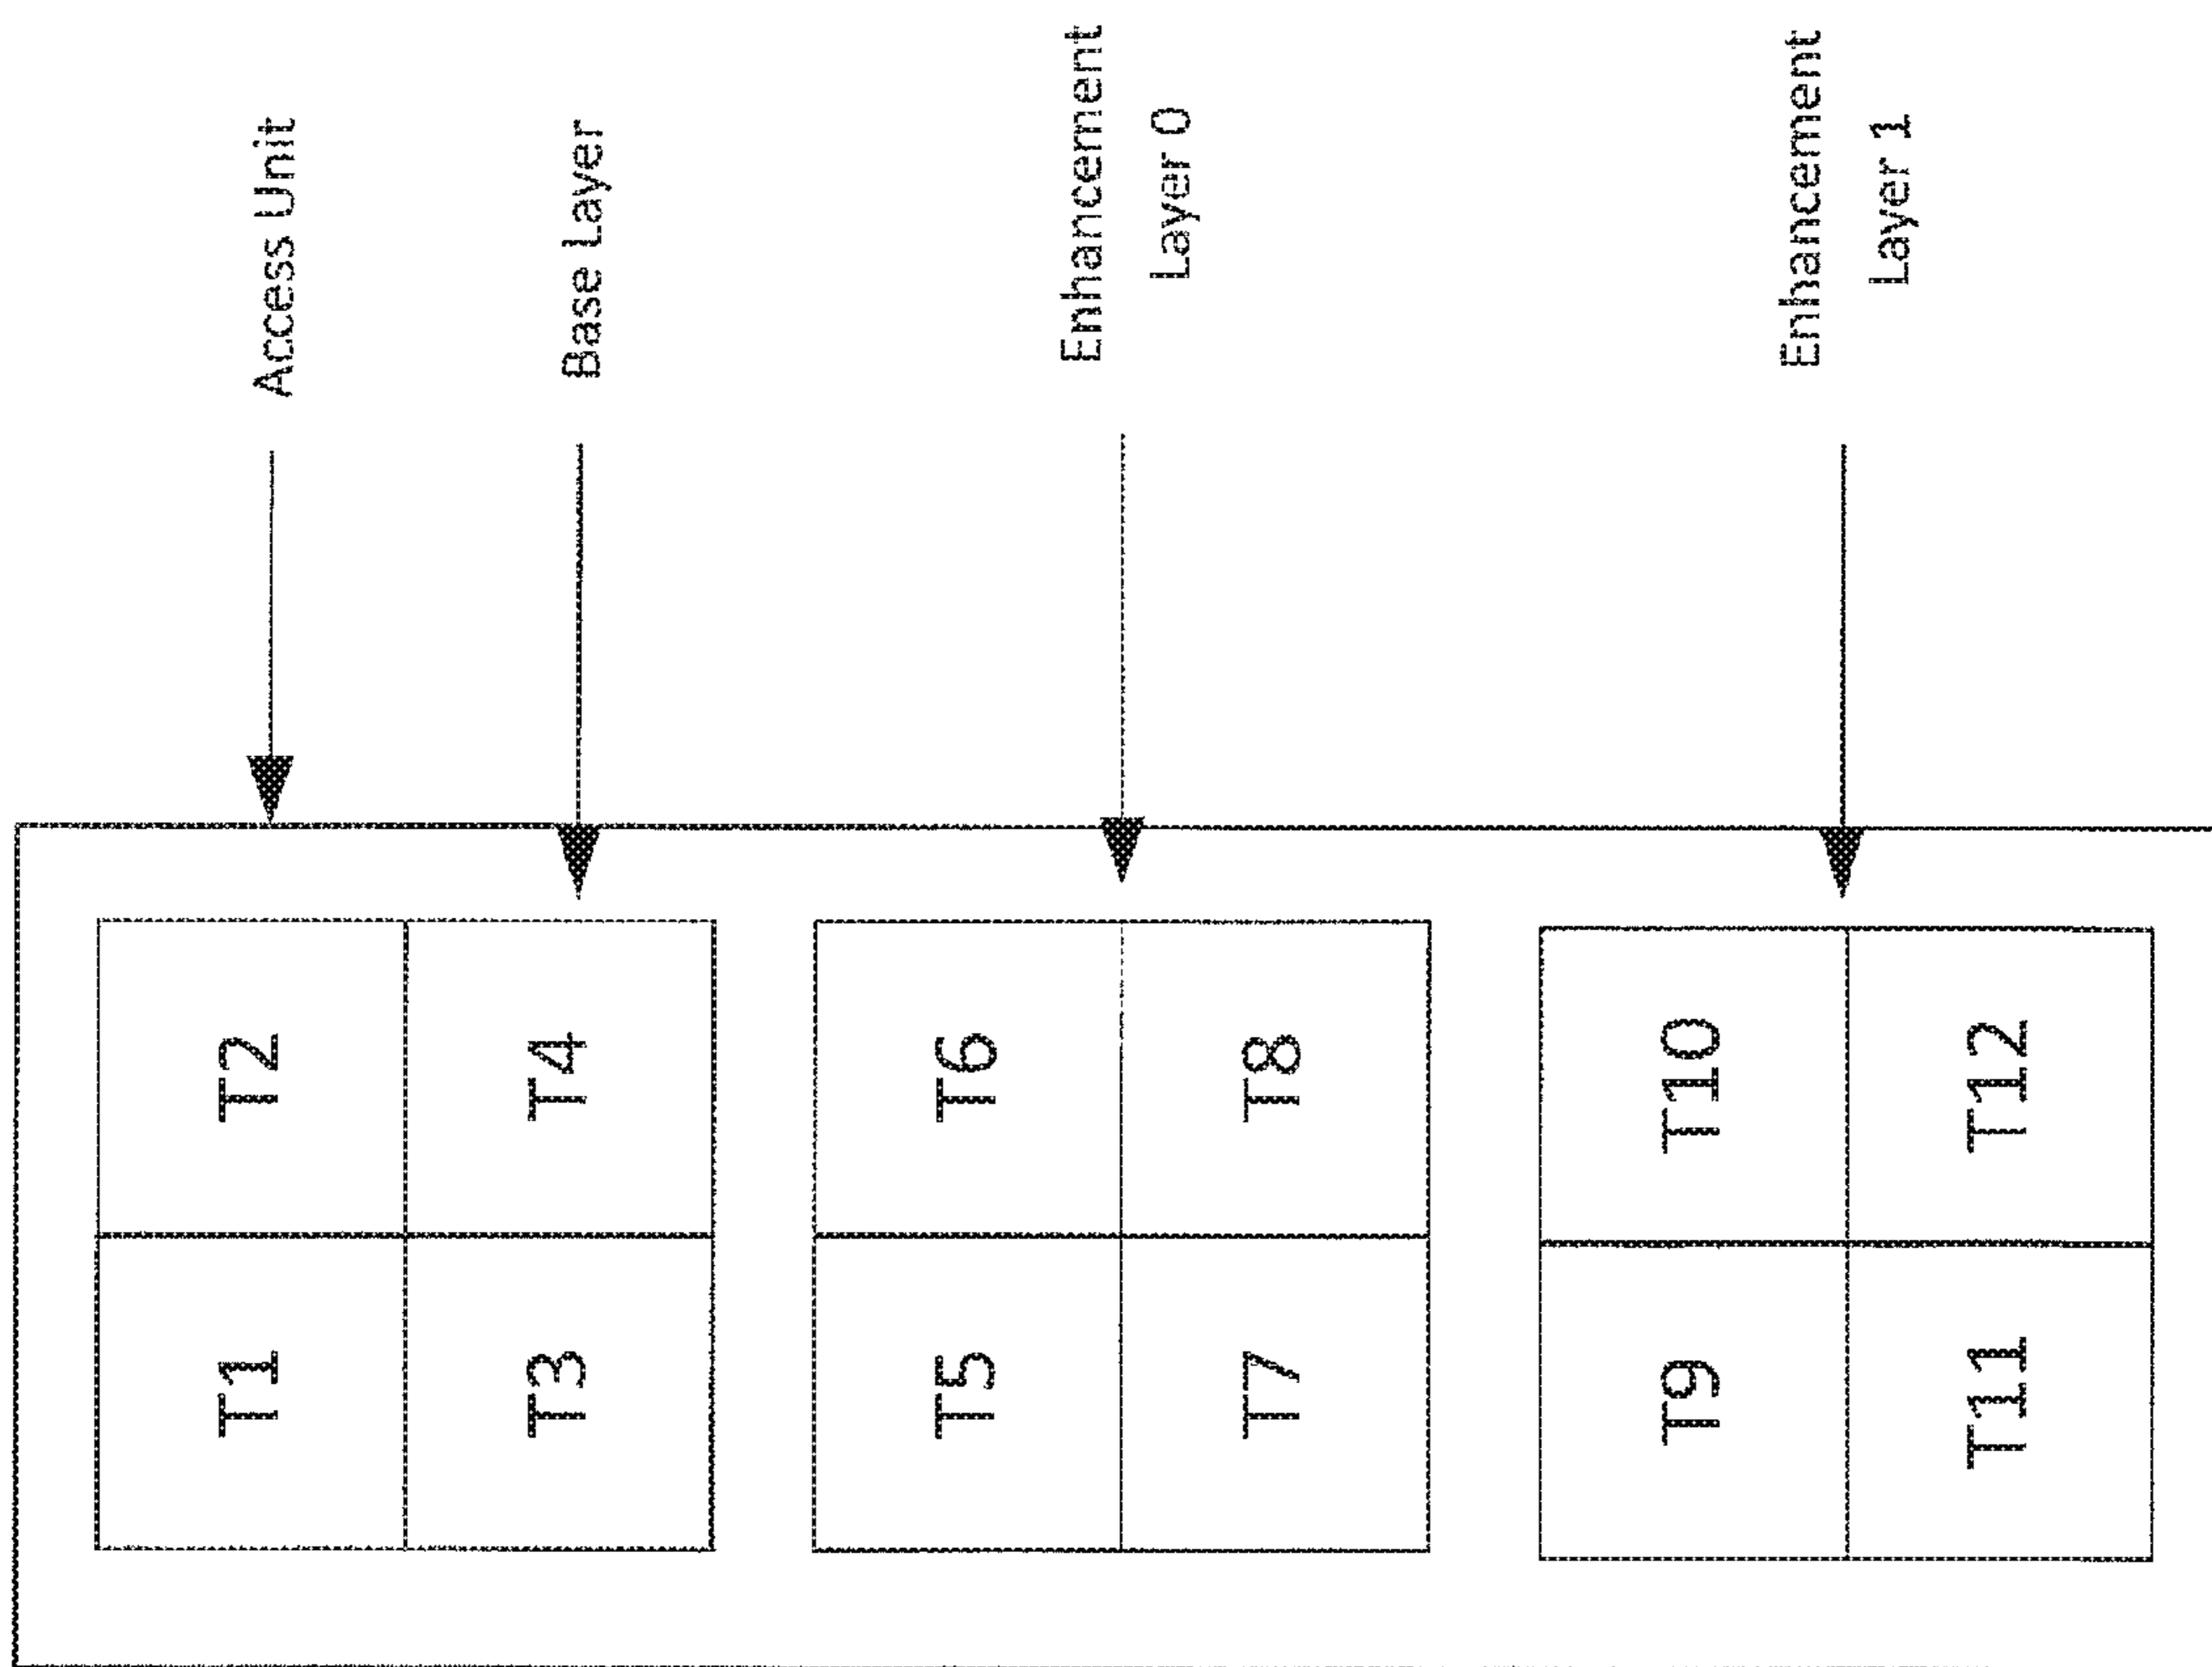 Access Unit
Base Layer
Enhancement
Layer 0
Enhancement
Layer 1
T1 T2
T3 T4
T5 T6
T7 T8
T9 T10
T11 T12